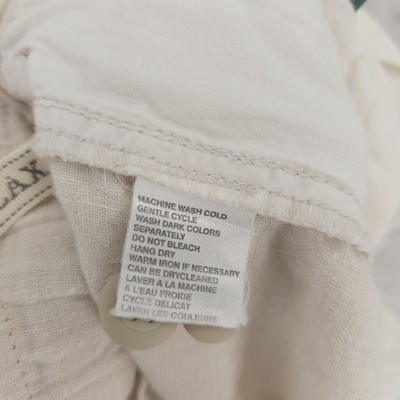 LAX
MACHINE WASH COLD
GENTLE CYCLE
WASH DARK COLORS
SEPARATELY
DO NOT BLEACH
HANG DRY
WARM IRON IF NECESSARY
CAN BE DRYCLEANED
LAVER A LA MACHINE
A L'EAU FROIDE
CYCLE DELICAT
LAVER LES COULEURS